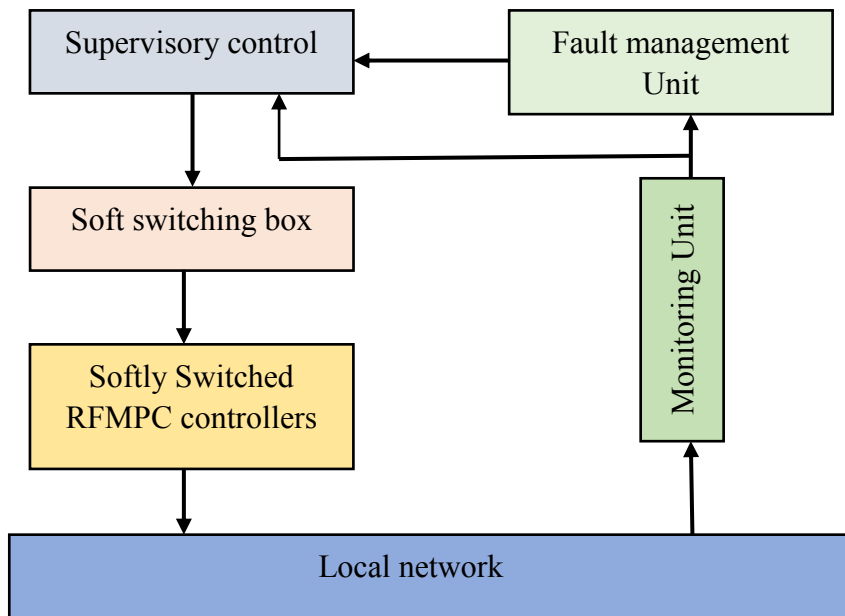 Supervisory control
Fault management
Unit
Soft switching box
Monitoring Unit
Softly Switched
RFMPC controllers
Local network